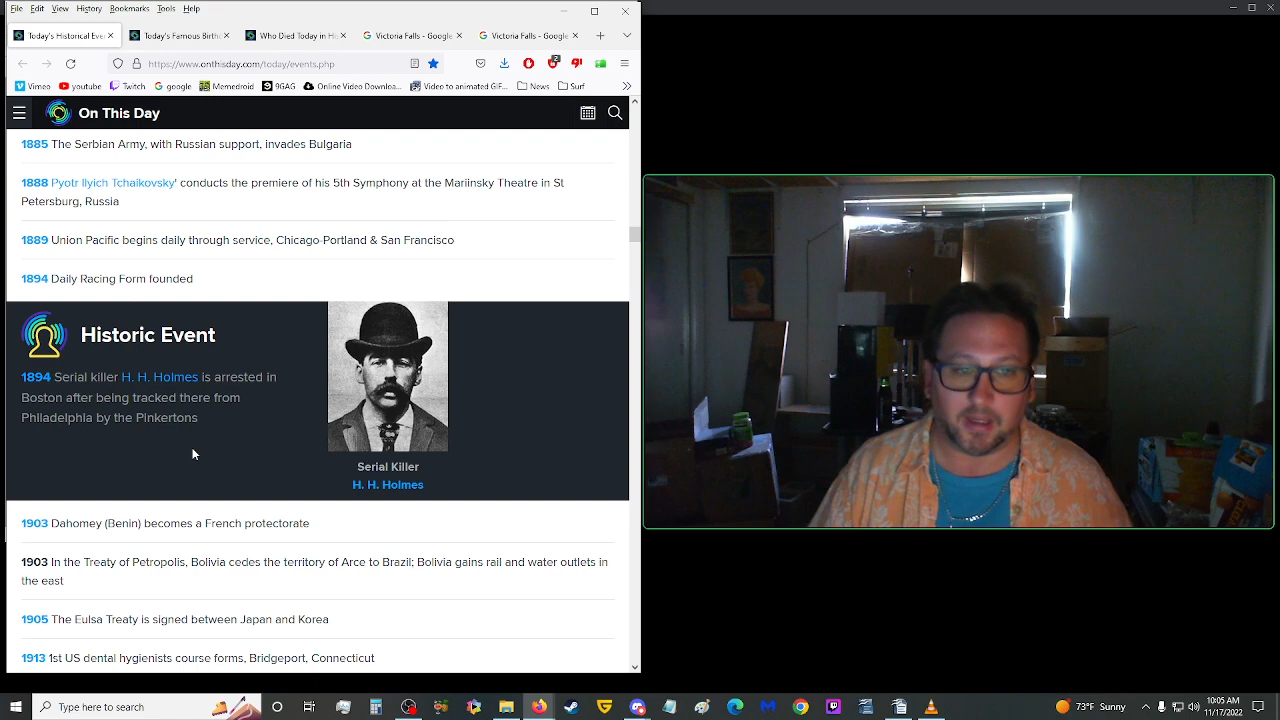 File Edit View History Bookmarks Tools Help
Today's Historical Eve
Today's Famous Birth
Who Died Today in Hi
Victoria Falls - Google
Victoria Falls - Google
https://www.onthisday.com/today/events.php
2
Vimeo youtube Twitch google Memedroid 9GAG Online Video Downloa... Video to animated GIF... News Surf
On This Day
1885 The Serbian Army, with Russian support, invades Bulgaria
1888 Pyotr Ilyich Tchaikovsky' conducts the premiere of his 5th Symphony at the Mariinsky Theatre in St
Petersburg, Russia
1889 Union Pacific begins daily through service, Chicago-Portland & San Francisco
1894 Daily Racing Form founded
Historic Event
1894 Serial killer H. H. Holmes is arrested in
Boston after being tracked there from
Philadelphia by the Pinkertons
Serial Killer
H. H. Holmes
1903 Dahomey (Benin) becomes a French protectorate
1903 In the Treaty of Petropolis, Bolivia cedes the territory of Arce to Brazil; Bolivia gains rail and water outlets in
the east
1905 The Eulsa Treaty is signed between Japan and Korea
1913 1st US dental hygienists course forms, Bridgeport, Connecticut
Type here to search
73°F Sunny
10:05 AM
11/17/2022